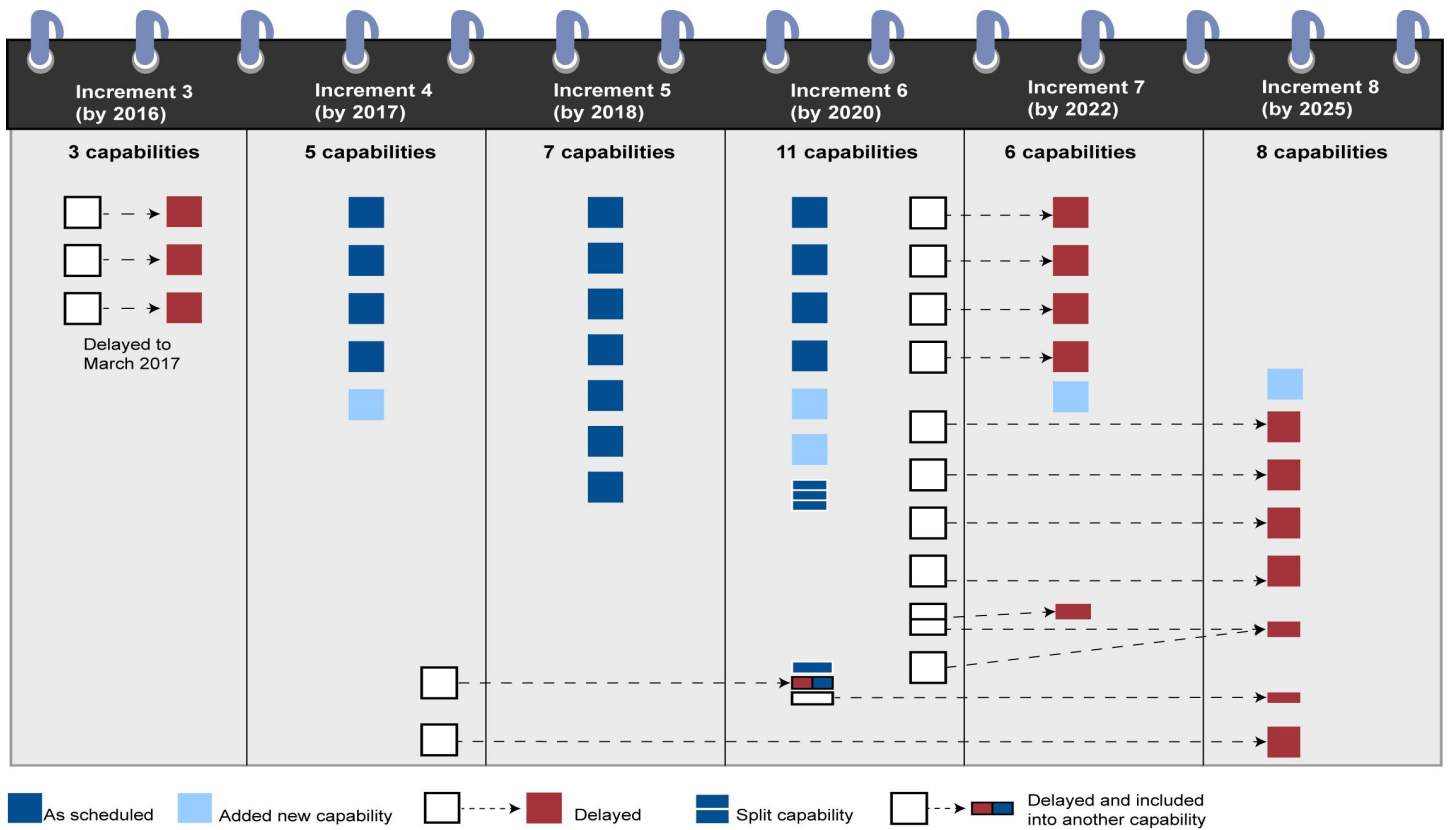 Increment 3
(by 2016)
Increment 4
(by 2017)
Increment 5
(by 2018)
Increment 6
(by 2020)
Increment 7
(by 2022)
Increment 8
(by 2025)
3 capabilities
5 capabilities
7 capabilities
11 capabilities
6 capabilities
8 capabilities
Delayed to
March 2017
As scheduled
Added new capability
Delayed
Split capability
Delayed and included
into another capability